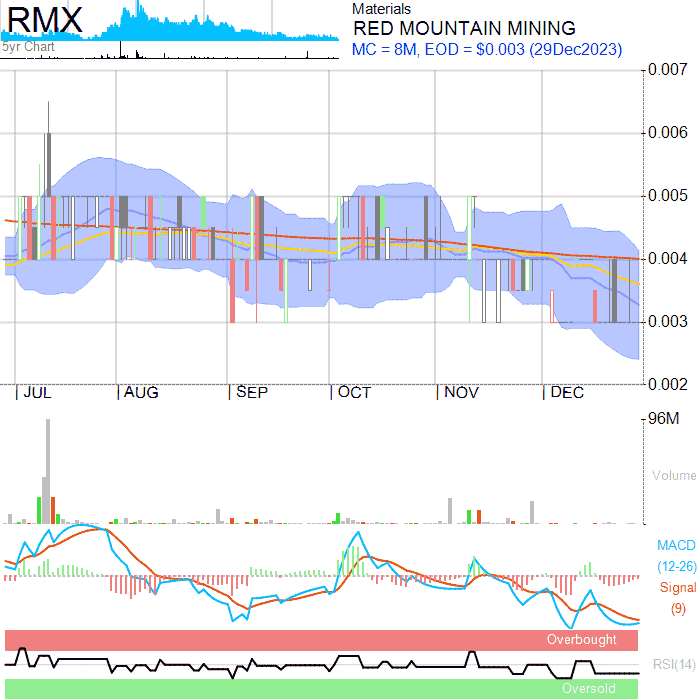 RMX
5yr Chart
Materials
RED MOUNTAIN MINING
MC = 8M, EOD = $0.003 (29Dec2023)
0.007
0.006
0.005
0.004
0.003
0.002
JUL
AUG
SEP
OCT
NOV
DEC
96M
Volume
MACD
(12-26)
Signal
(9)
Overbought
RSI(14)
Oversold